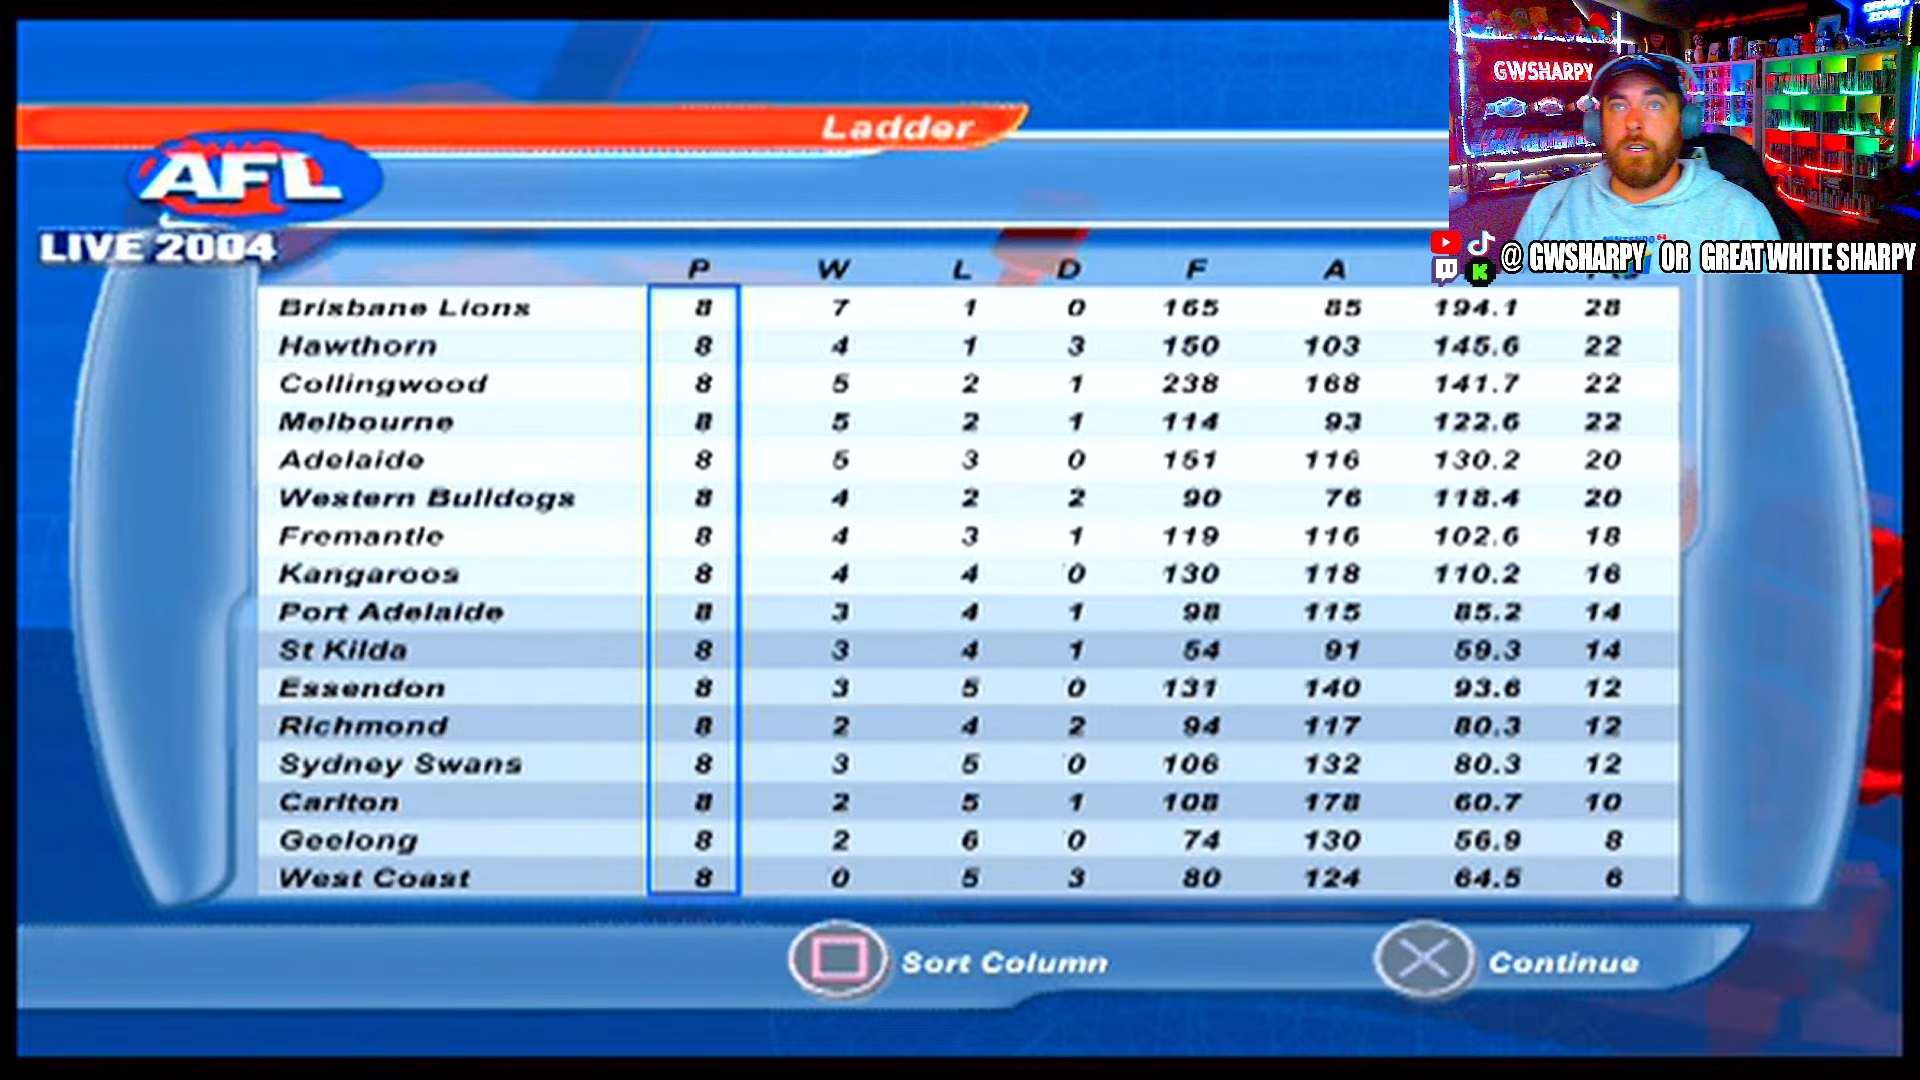 Ladder
AFL
LIVE 2004
GWSHARPY
@ GWSHARPY OR GREAT WHITE SHARPY
P W L D F A
Brisbane Lions 8 7 1 0 165 85 194.1 28
Hawthorn 8 4 1 3 150 103 145.6 22
Collingwood 8 5 2 1 238 168 141.7 22
Melbourne 8 5 2 1 114 93 122.6 22
Adelaide 8 5 3 0 151 116 130.2 20
Western Bulldogs 8 4 2 2 90 76 118.4 20
Fremantle 8 4 3 1 119 116 102.6 18
Kangaroos 8 4 4 0 130 118 110.2 16
Port Adelaide 8 3 4 1 98 115 85.2 14
St Kilda 8 3 4 1 54 91 59.3 14
Essendon 8 3 5 0 131 140 93.6 12
Richmond 8 2 4 2 94 117 80.3 12
Sydney Swans 8 3 5 0 106 132 80.3 12
Carlton 8 2 5 1 108 178 60.7 10
Geelong 8 2 6 0 74 130 56.9 8
West Coast 8 0 5 3 80 124 64.5 6
Sort Column
Continue